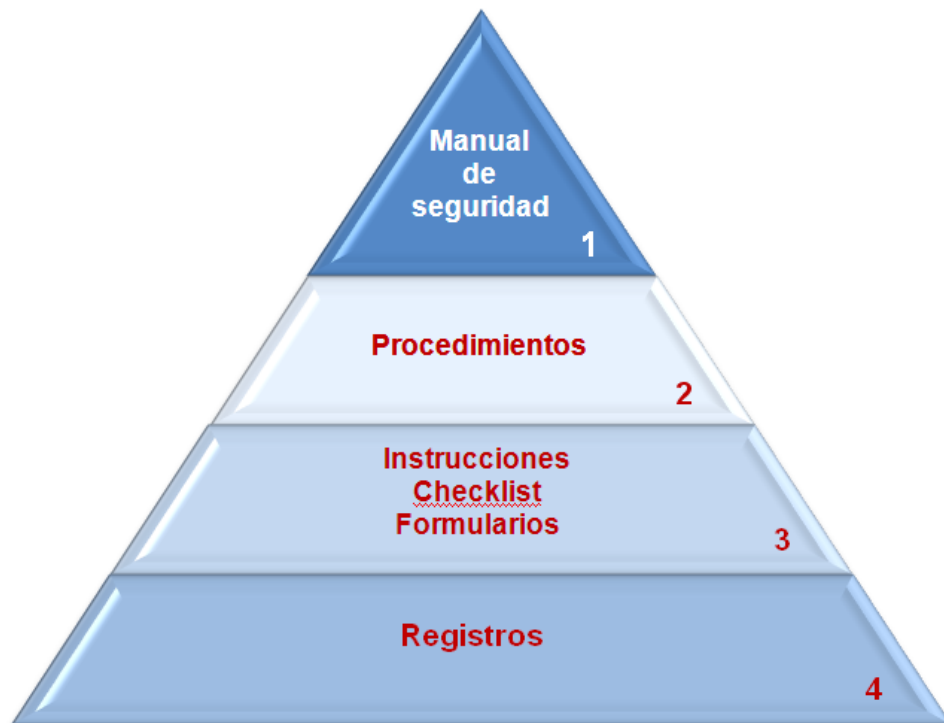 Manual
de
seguridad
1
Procedimientos
2
Instrucciones
Checklist
Formularios
3
Registros
4